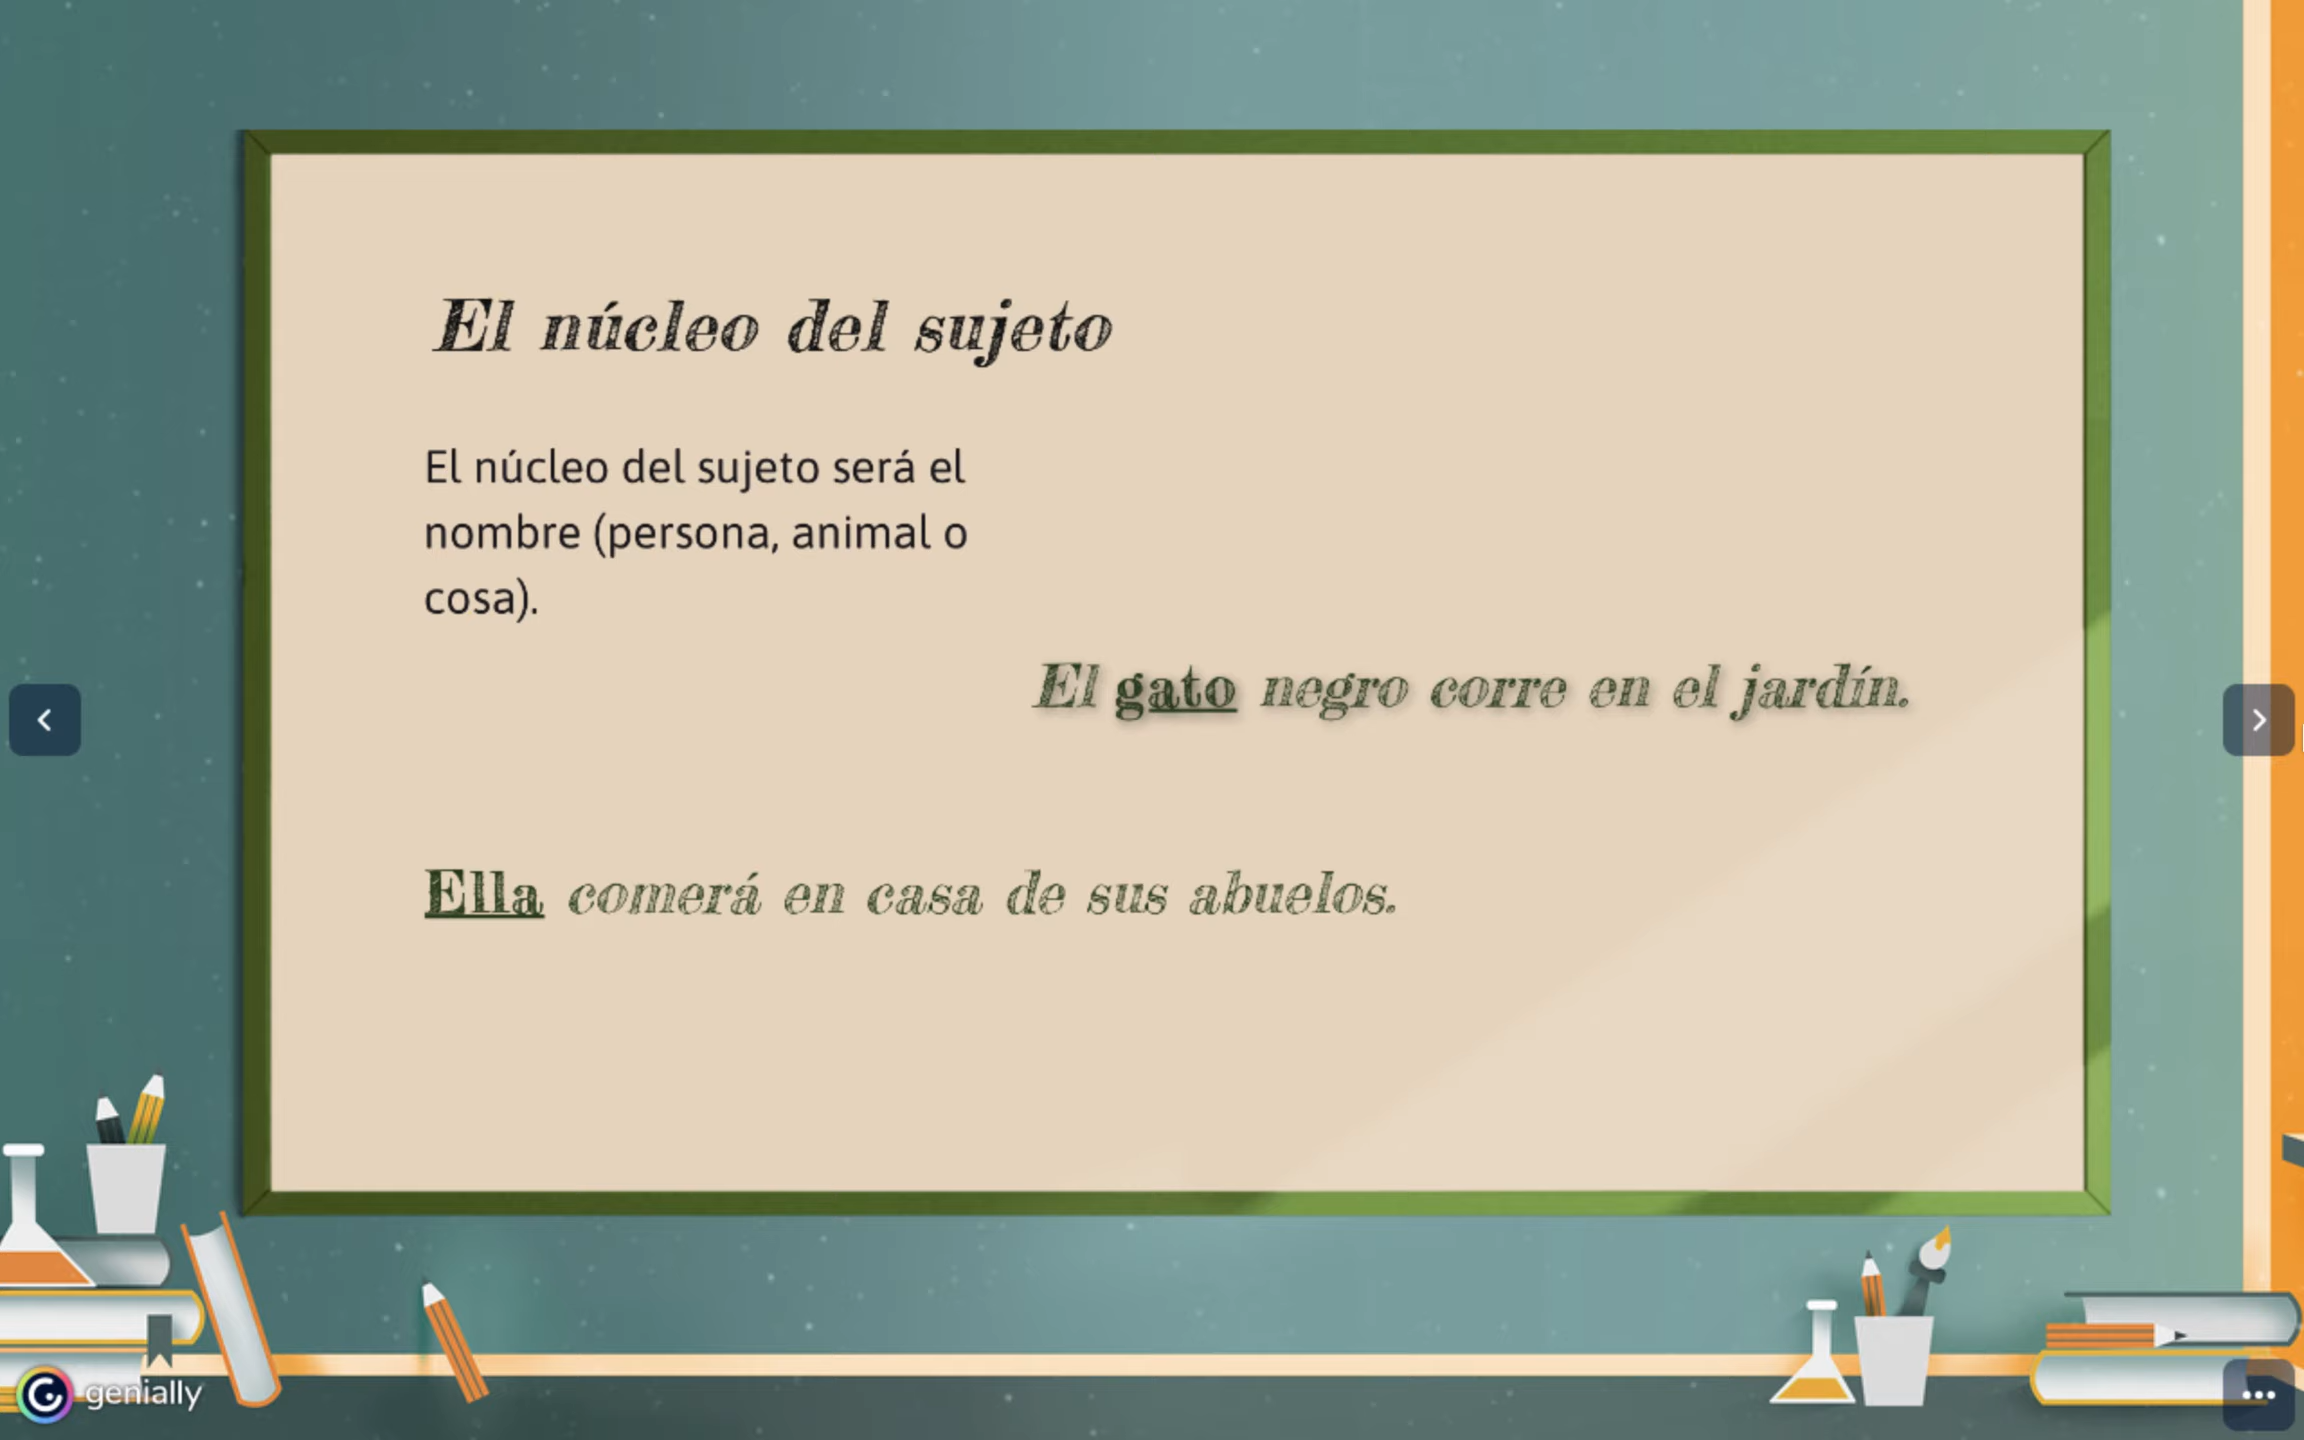 El núcleo del sujeto
El núcleo del sujeto será el
nombre (persona, animal o
cosa).
El gato negro corre en el jardín.
Ella comerá en casa de sus abuelos.
genially